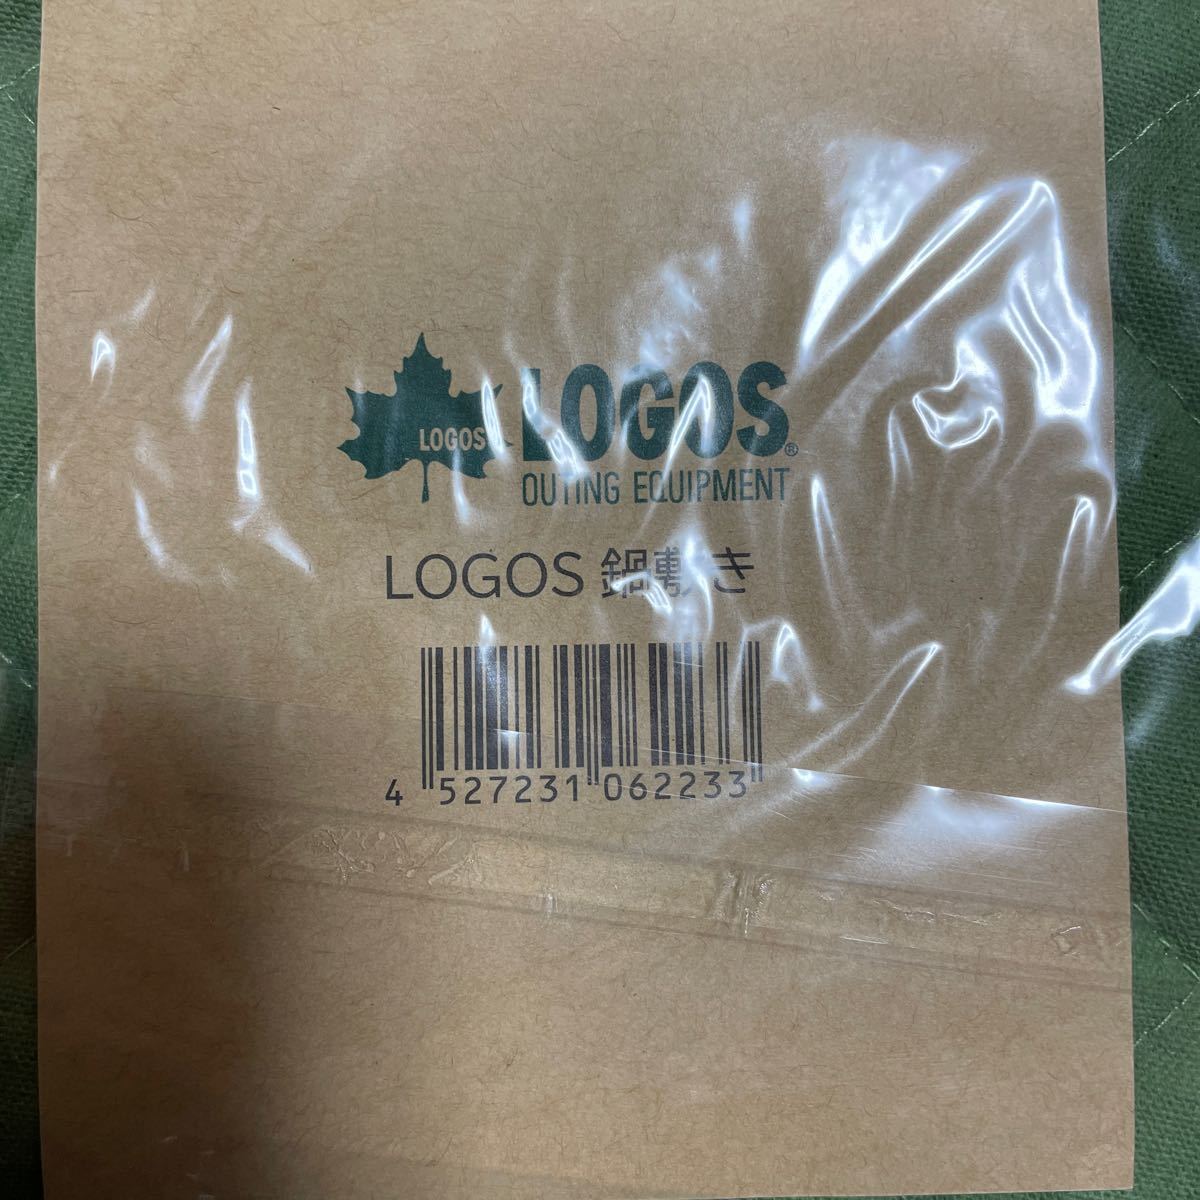 LOGOS
LOGOS®
OUTING EQUIPMENT
LOGOS 鍋敷き
4 527231 062233